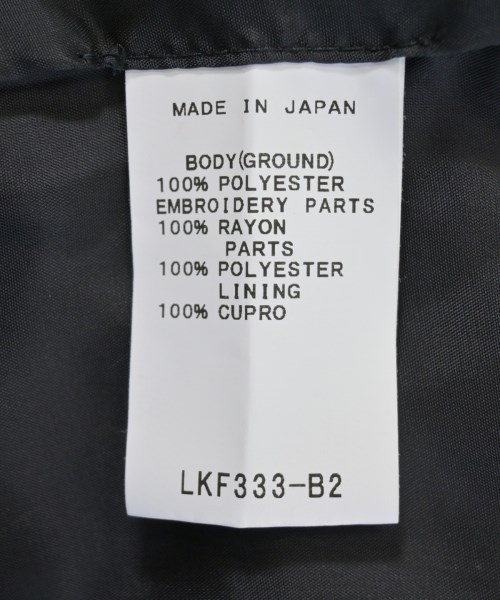 MADE IN JAPAN
BODY(GROUND)
100% POLYESTER
EMBROIDERY PARTS
100% RAYON
PARTS
100% POLYESTER
LINING
100% CUPRO
LKF333-B2